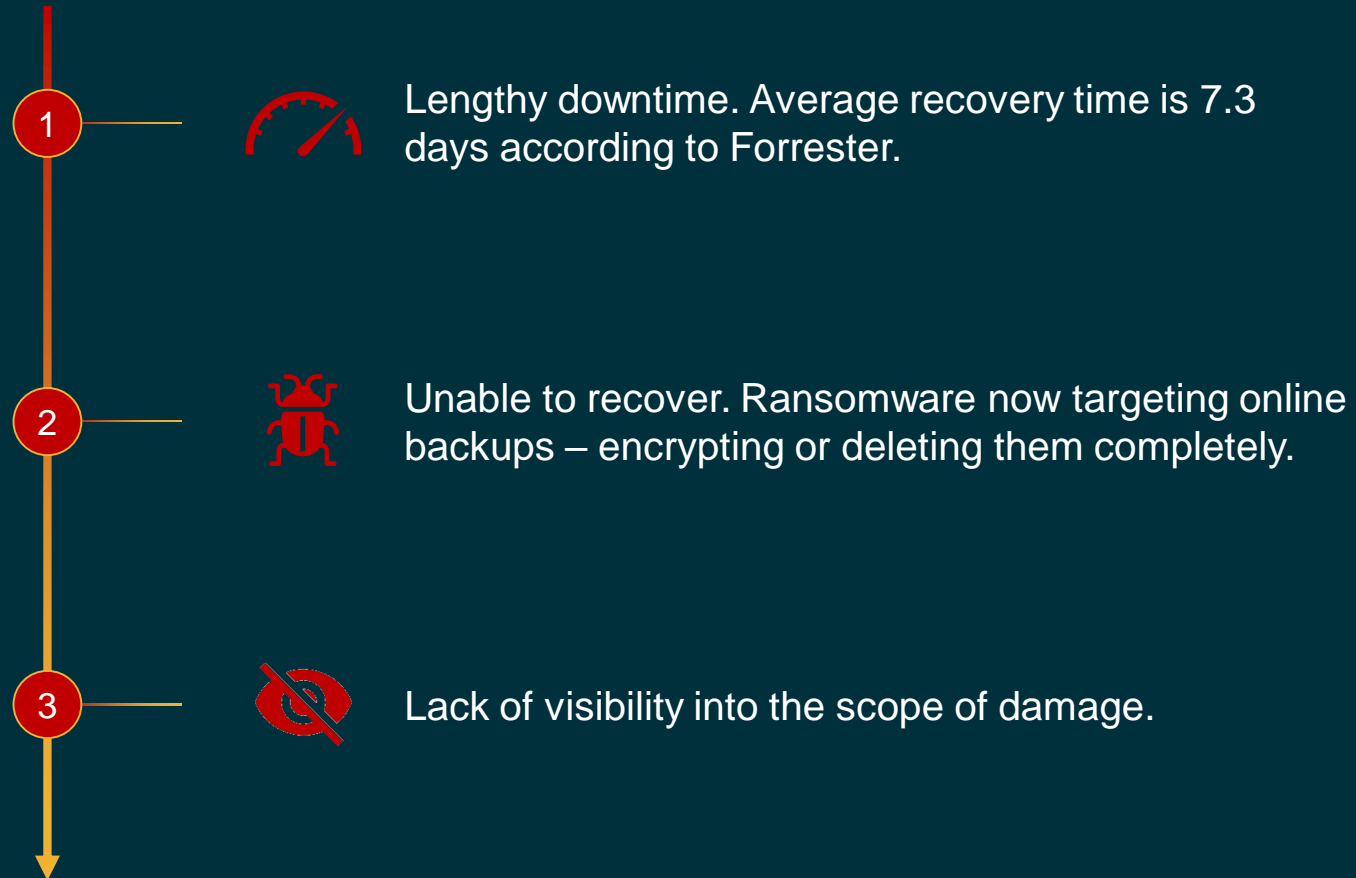 1
Lengthy downtime. Average recovery time is 7.3
days according to Forrester.
2
Unable to recover. Ransomware now targeting online
backups – encrypting or deleting them completely.
3
Lack of visibility into the scope of damage.